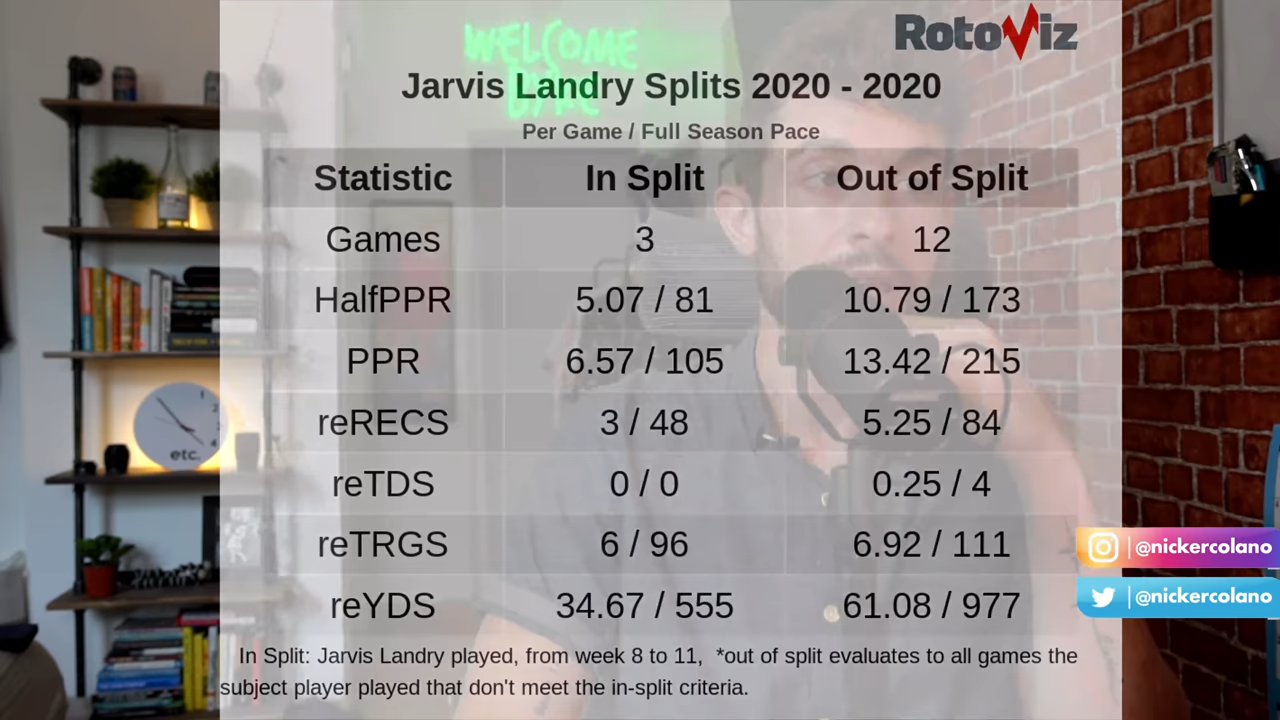 RotoViz
WELCOME
Jarvis Landry Splits 2020 - 2020
Per Game / Full Season Pace
Statistic In Split Out of Split
Games 3 12
HalfPPR 5.07 / 81 10.79 / 173
PPR 6.57 / 105 13.42 / 215
reRECS 3 / 48 5.25 / 84
reTDS 0 / 0 0.25 / 4
reTRGS 6 / 96 6.92 / 111
reYDS 34.67 / 555 61.08 / 977
In Split: Jarvis Landry played, from week 8 to 11, *out of split evaluates to all games the
subject player played that don't meet the in-split criteria.
1
2
3
4
etc.
@nickercolano
@nickercolano